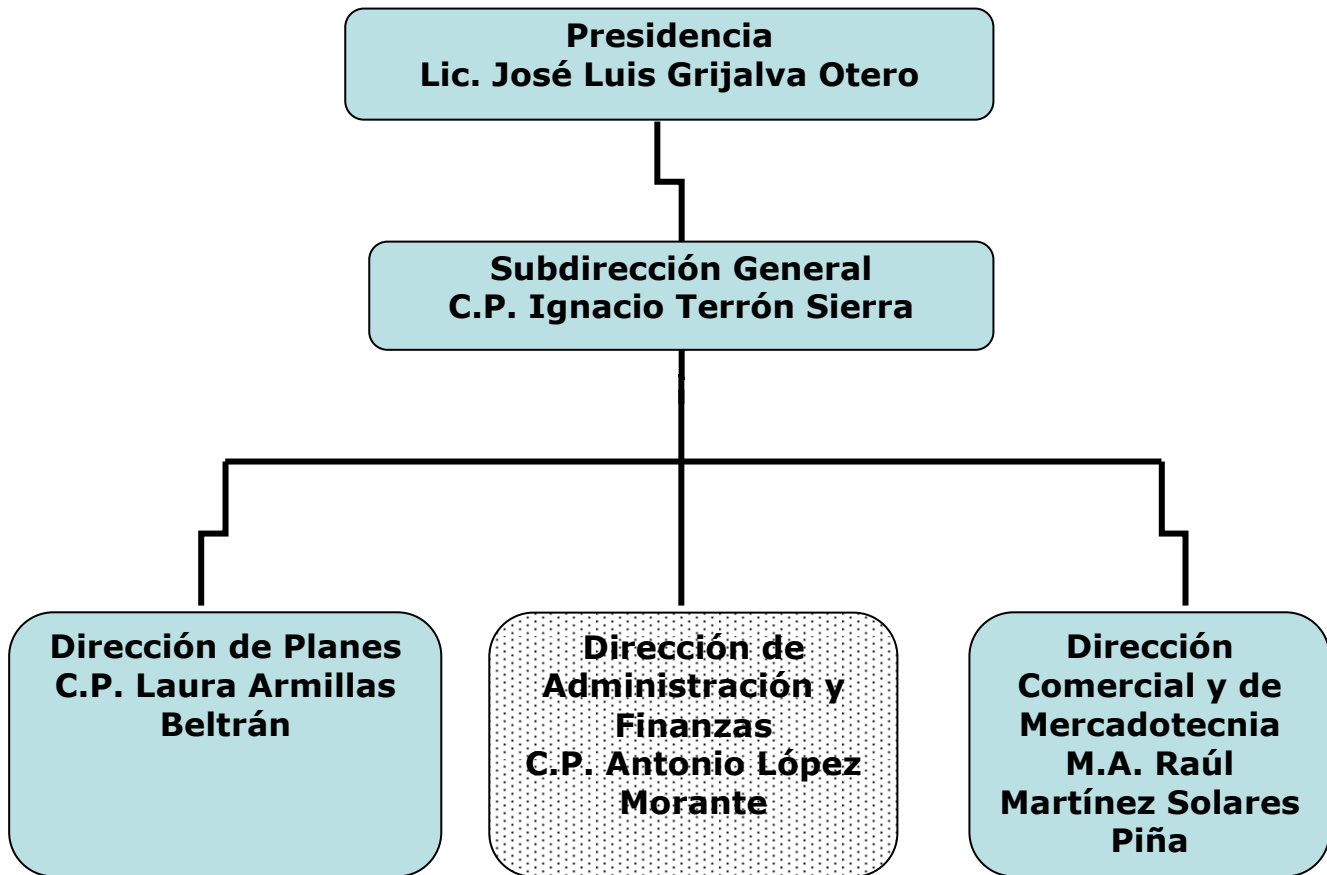 Presidencia
Lic. José Luis Grijalva Otero
Subdirección General
C.P. Ignacio Terrón Sierra
Dirección de Planes
C.P. Laura Armillas
Beltrán
Dirección de
Administración y
Finanzas
C.P. Antonio López
Morante
Dirección
Comercial y de
Mercadotecnia
M.A. Raúl
Martínez Solares
Piña